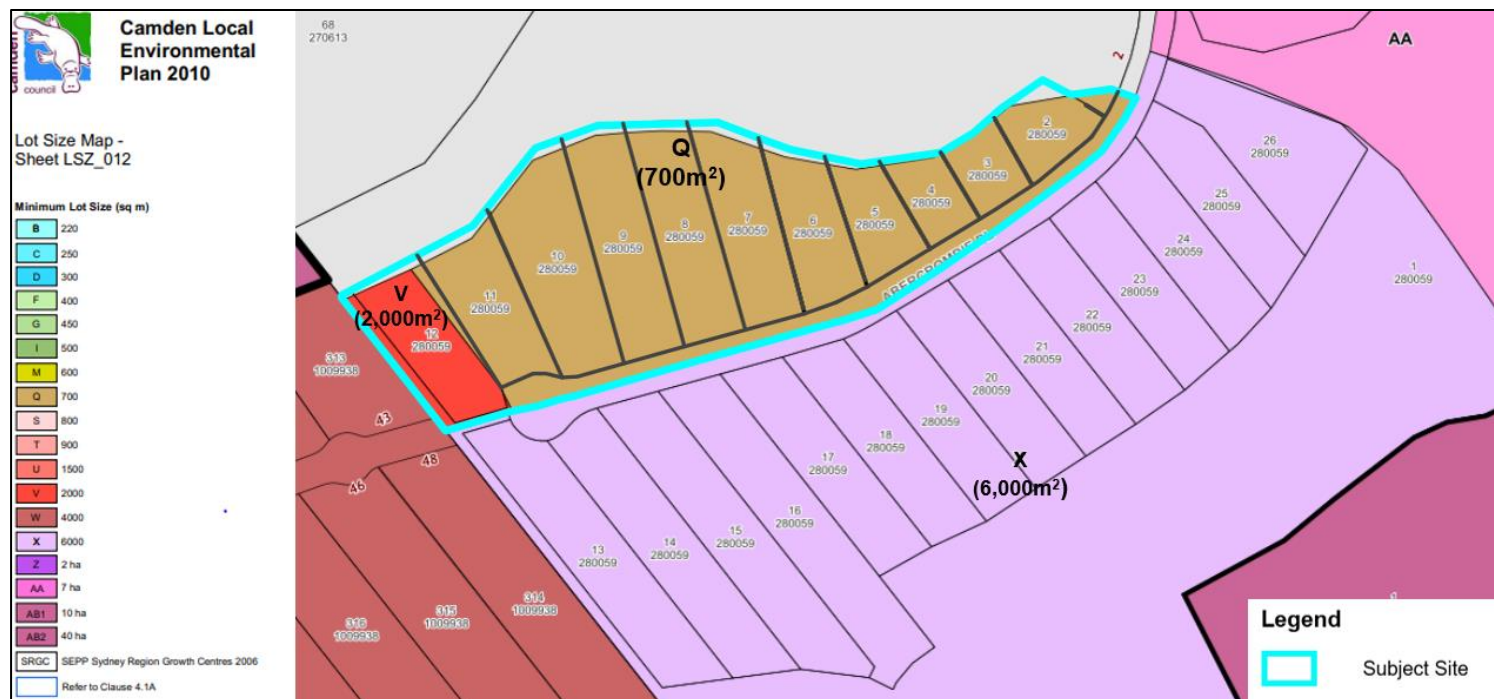 camden
council
Camden Local
Environmental
Plan 2010
Lot Size Map -
Sheet LSZ_012
Minimum Lot Size (sq m)
B 220
C 250
D 300
F 400
G 450
I 500
M 600
Q 700
S 800
T 900
U 1500
V 2000
W 4000
X 6000
Z 2 ha
AA 7 ha
AB1 10 ha
AB2 40 ha
SRGC SEPP Sydney Region Growth Centres 2006
Refer to Clause 4.1A
68
270613
2
AA
Q
(700m²)
2
280059
3
280059
4
280059
5
280059
6
280059
7
280059
8
280059
9
280059
10
280059
11
280059
V
(2,000m²)
12
280059
ABERCROMBIE
26
280059
25
280059
24
280059
23
280059
22
280059
21
280059
20
280059
19
280059
18
280059
17
280059
16
280059
15
280059
14
280059
13
280059
1
280059
X
(6,000m²)
313
1009938
43
48
46
314
1009938
315
1009938
316
1009938
1
Legend
Subject Site